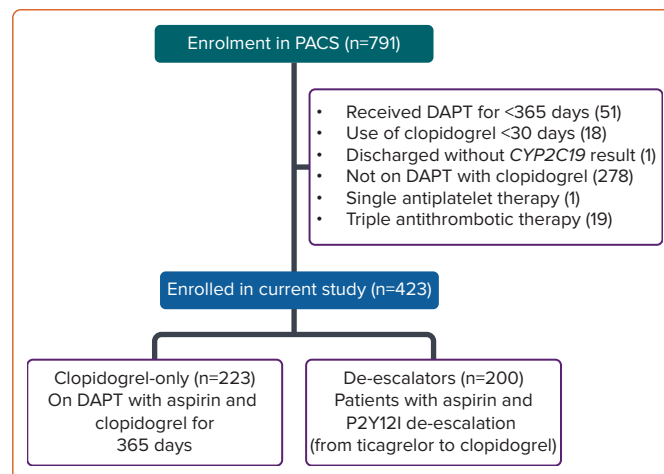 Enrolment in PACS (n=791)
• Received DAPT for <365 days (51)
• Use of clopidogrel <30 days (18)
• Discharged without CYP2C19 result (1)
• Not on DAPT with clopidogrel (278)
• Single antiplatelet therapy (1)
• Triple antithrombotic therapy (19)
Enrolled in current study (n=423)
Clopidogrel-only (n=223)
On DAPT with aspirin and
clopidogrel for
365 days
De-escalators (n=200)
Patients with aspirin and
P2Y12I de-escalation
(from ticagrelor to clopidogrel)